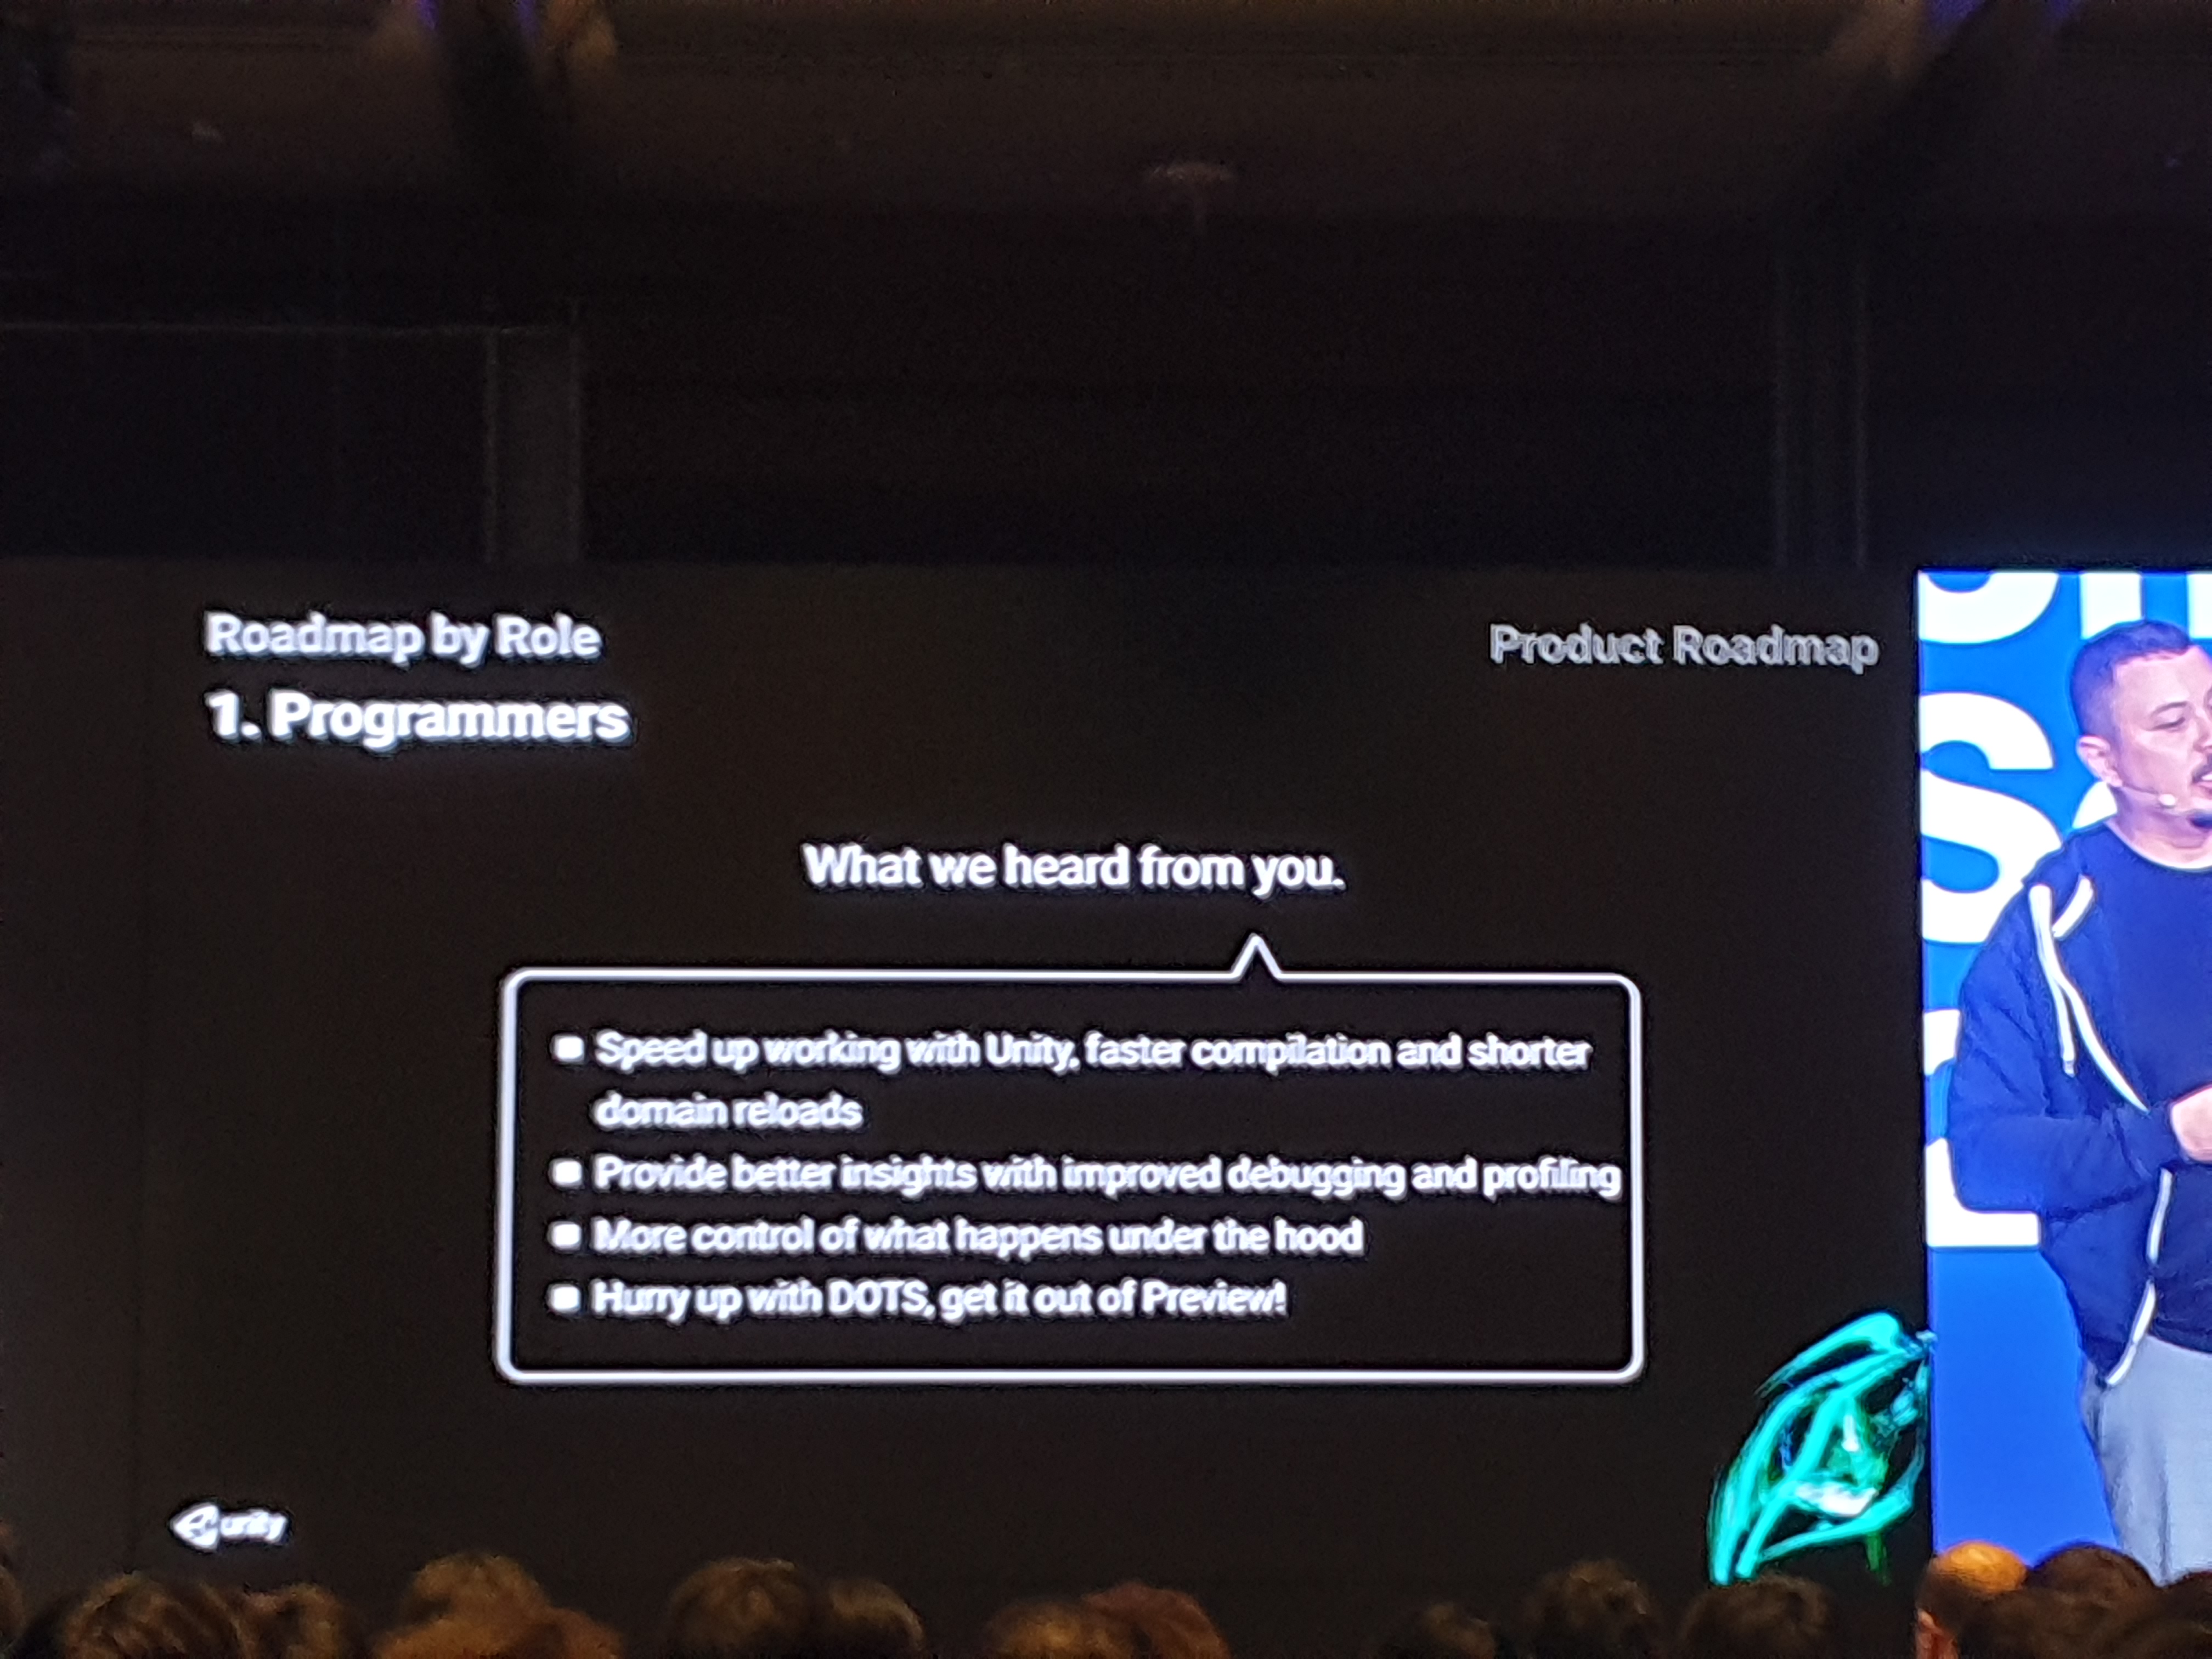 Roadmap by Role
Product Roadmap
1. Programmers
What we heard from you.
Speed up working with Unity, faster compilation and shorter
domain reloads
Provide better insights with improved debugging and profiling
More control of what happens under the hood
Hurry up with DOTS, get it out of Preview!
unity